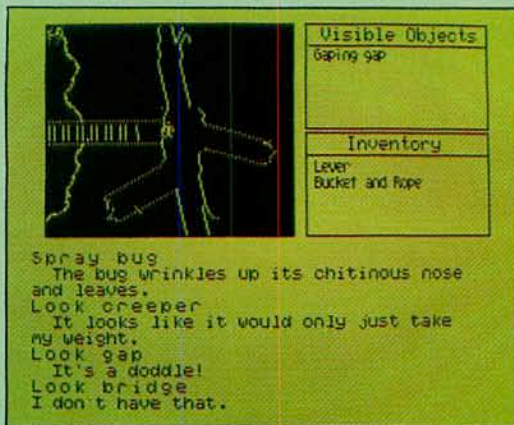 Visible Objects
Gaping gap
Inventory
Lever
Bucket and Rope
Spray bug
The bug wrinkles up its chitinous nose
and leaves.
Look creeper
It looks like it would only just take
my weight.
Look gap
It's a doddle!
Look bridge
I don't have that.